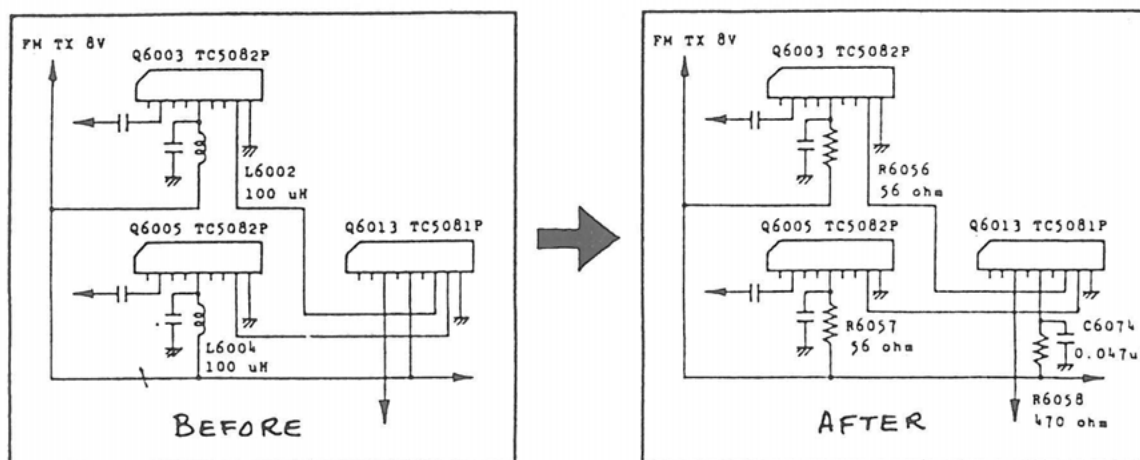 FM TX 8V
Q6003 TC5082P
L6002
100 uH
Q6005 TC5082P
Q6013 TC5081P
L6004
100 uH
BEFORE
FM TX 8V
Q6003 TC5082P
R6056
56 ohm
Q6005 TC5082P
Q6013 TC5081P
R6057
56 ohm
C6074
0.047u
R6058
470 ohm
AFTER